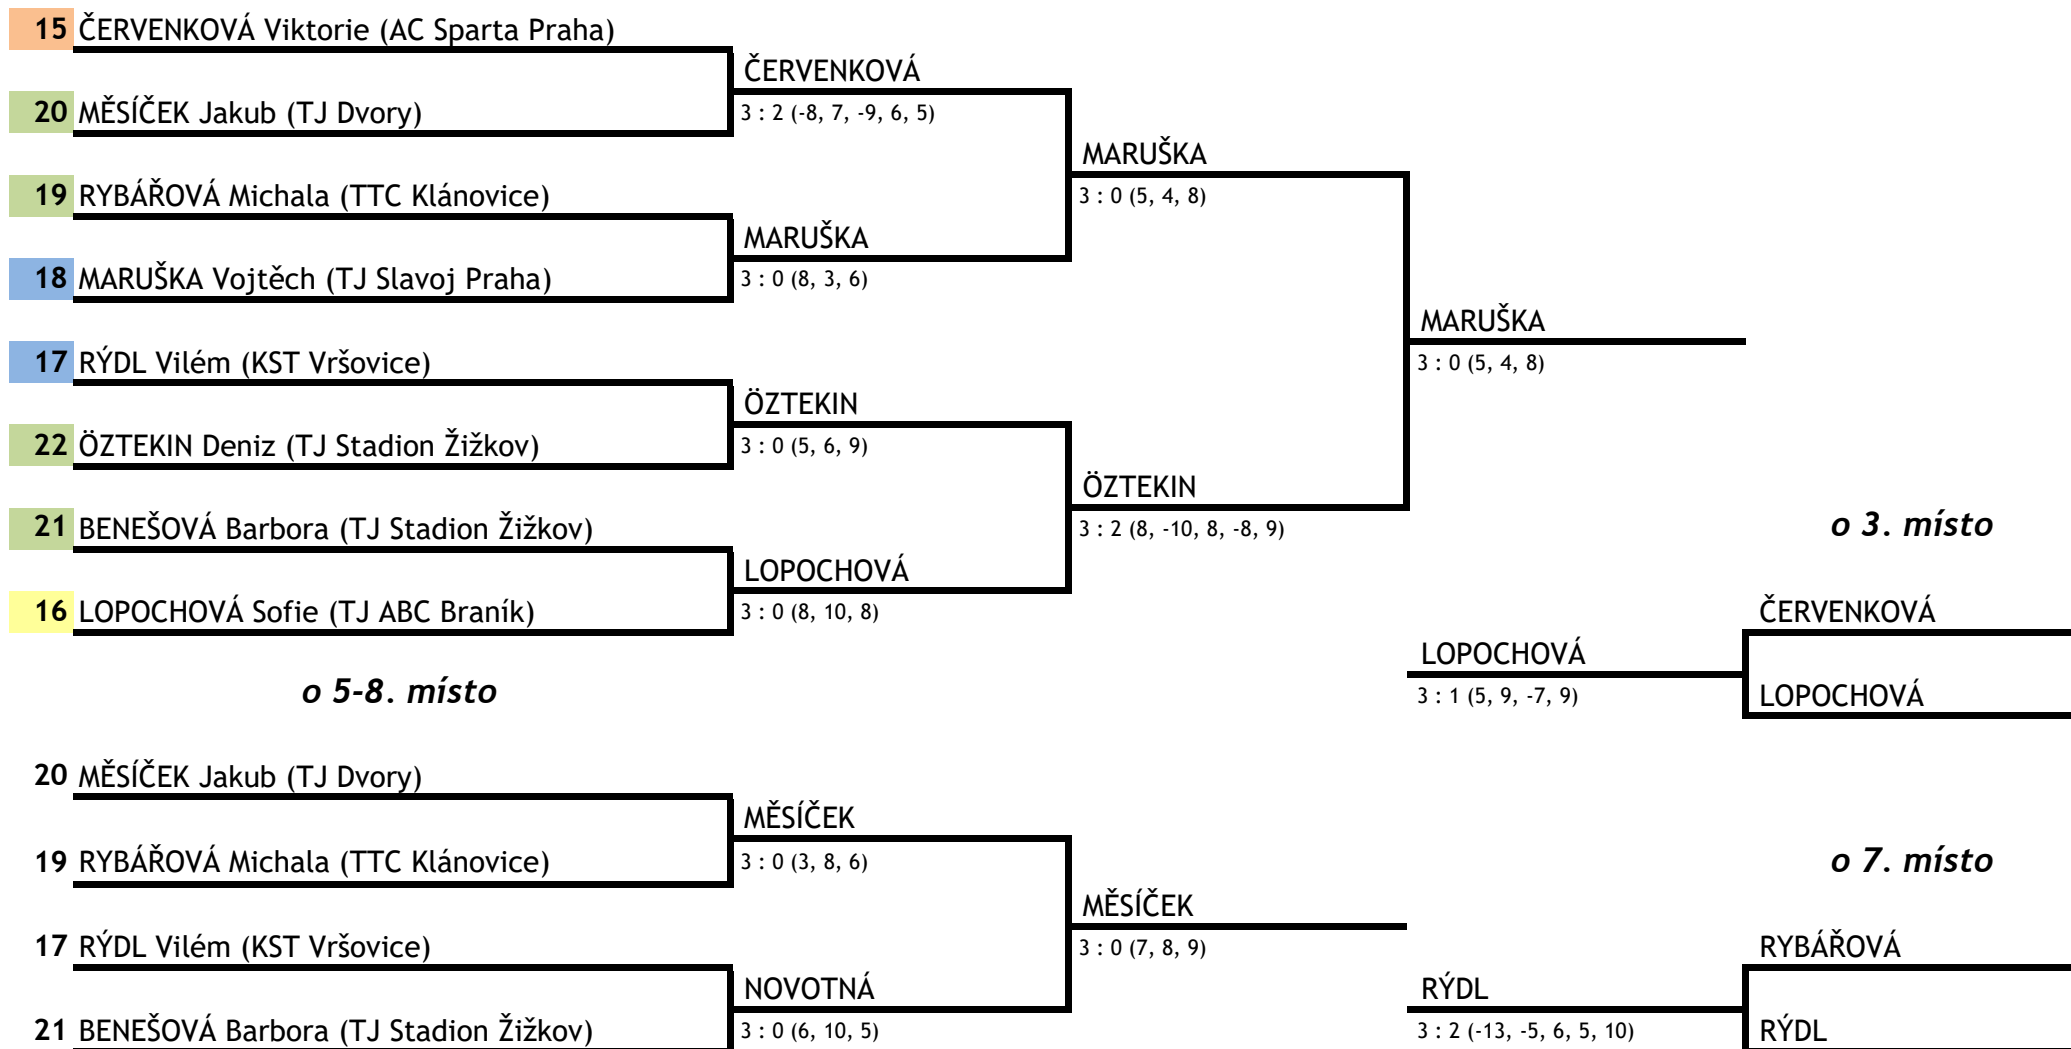 15 ČERVENKOVÁ Viktorie (AC Sparta Praha)
ČERVENKOVÁ
20 MĚSÍČEK Jakub (TJ Dvory)
3 : 2 (-8, 7, -9, 6, 5)
MARUŠKA
19 RYBÁŘOVÁ Michala (TTC Klánovice)
3 : 0 (5, 4, 8)
MARUŠKA
18 MARUŠKA Vojtěch (TJ Slavoj Praha)
3 : 0 (8, 3, 6)
MARUŠKA
17 RÝDL Vilém (KST Vršovice)
3 : 0 (5, 4, 8)
ÖZTEKIN
22 ÖZTEKIN Deniz (TJ Stadion Žižkov)
3 : 0 (5, 6, 9)
ÖZTEKIN
21 BENEŠOVÁ Barbora (TJ Stadion Žižkov)
3 : 2 (8, -10, 8, -8, 9)
o 3. místo
LOPOCHOVÁ
16 LOPOCHOVÁ Sofie (TJ ABC Braník)
3 : 0 (8, 10, 8)
ČERVENKOVÁ
LOPOCHOVÁ
o 5-8. místo
3 : 1 (5, 9, -7, 9)
LOPOCHOVÁ
20 MĚSÍČEK Jakub (TJ Dvory)
MĚSÍČEK
19 RYBÁŘOVÁ Michala (TTC Klánovice)
3 : 0 (3, 8, 6)
o 7. místo
MĚSÍČEK
17 RÝDL Vilém (KST Vršovice)
3 : 0 (7, 8, 9)
RYBÁŘOVÁ
NOVOTNÁ
RÝDL
21 BENEŠOVÁ Barbora (TJ Stadion Žižkov)
3 : 0 (6, 10, 5)
3 : 2 (-13, -5, 6, 5, 10)
RÝDL